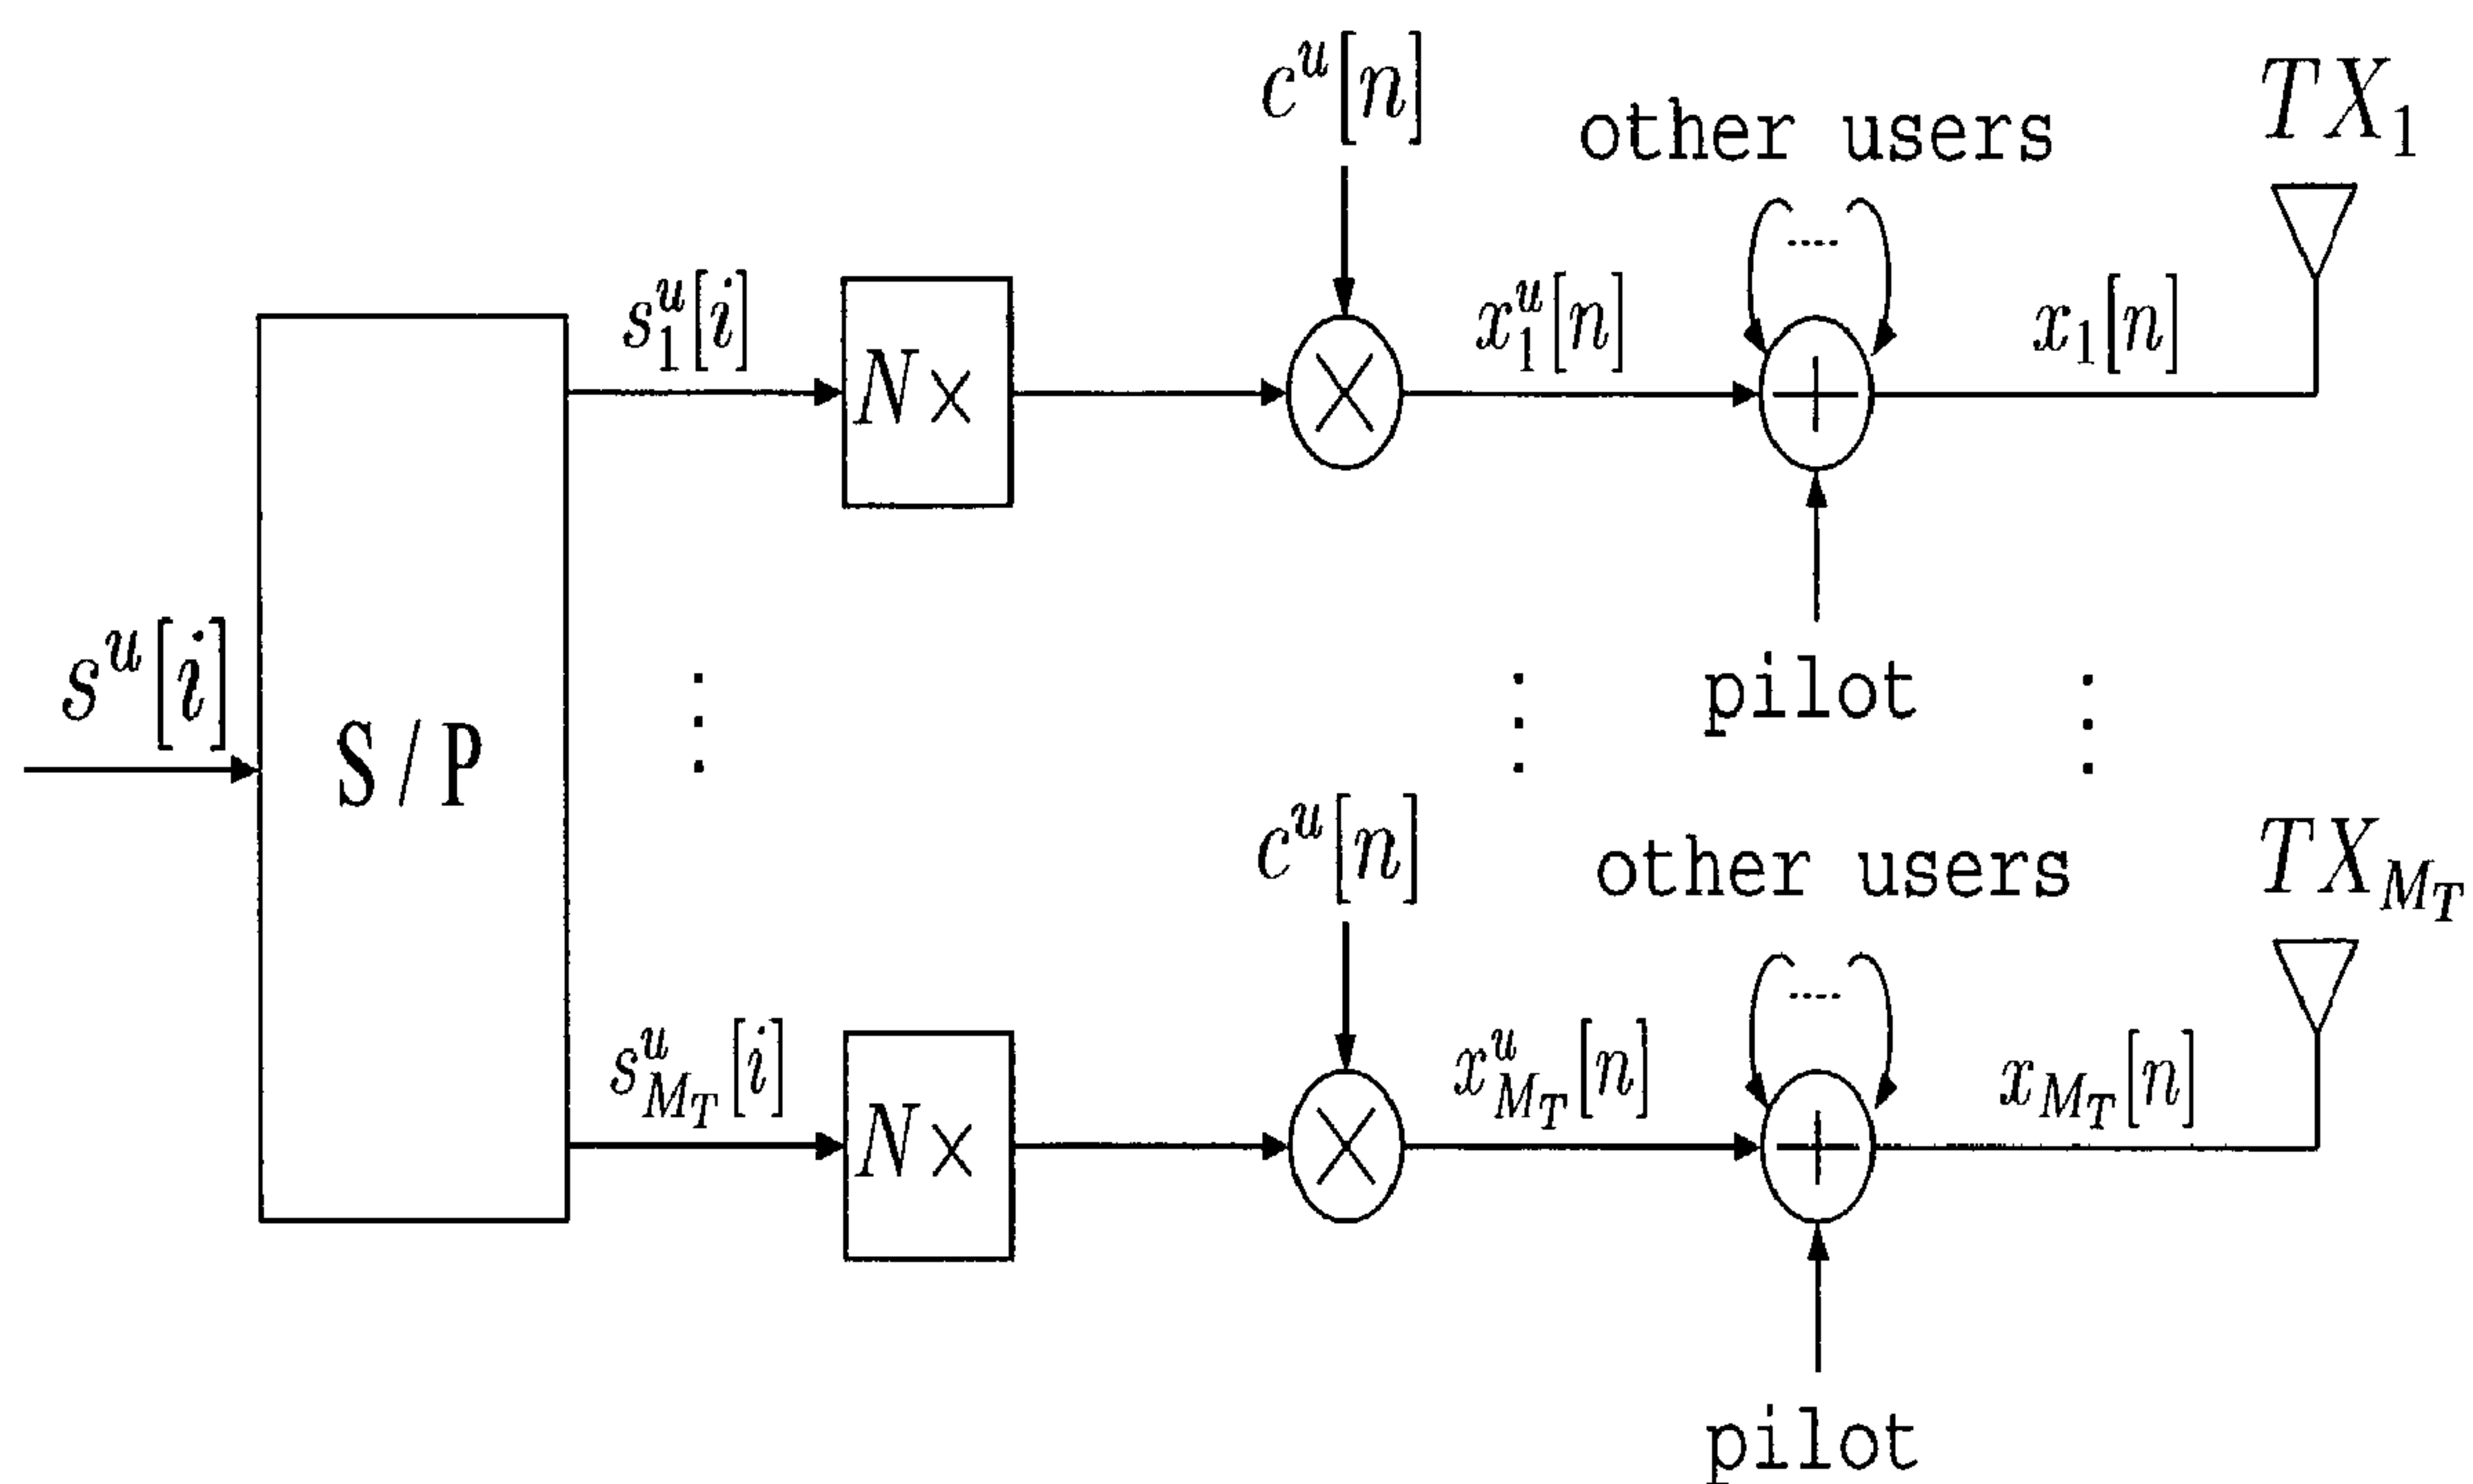 c^u[n]
other users
TX_1
s_1^u[i]
N×
x_1^u[n]
x_1[n]
pilot
s^u[i]
S/P
c^u[n]
other users
TX_{M_T}
s_{M_T}^u[i]
N×
x_{M_T}^u[n]
x_{M_T}[n]
pilot